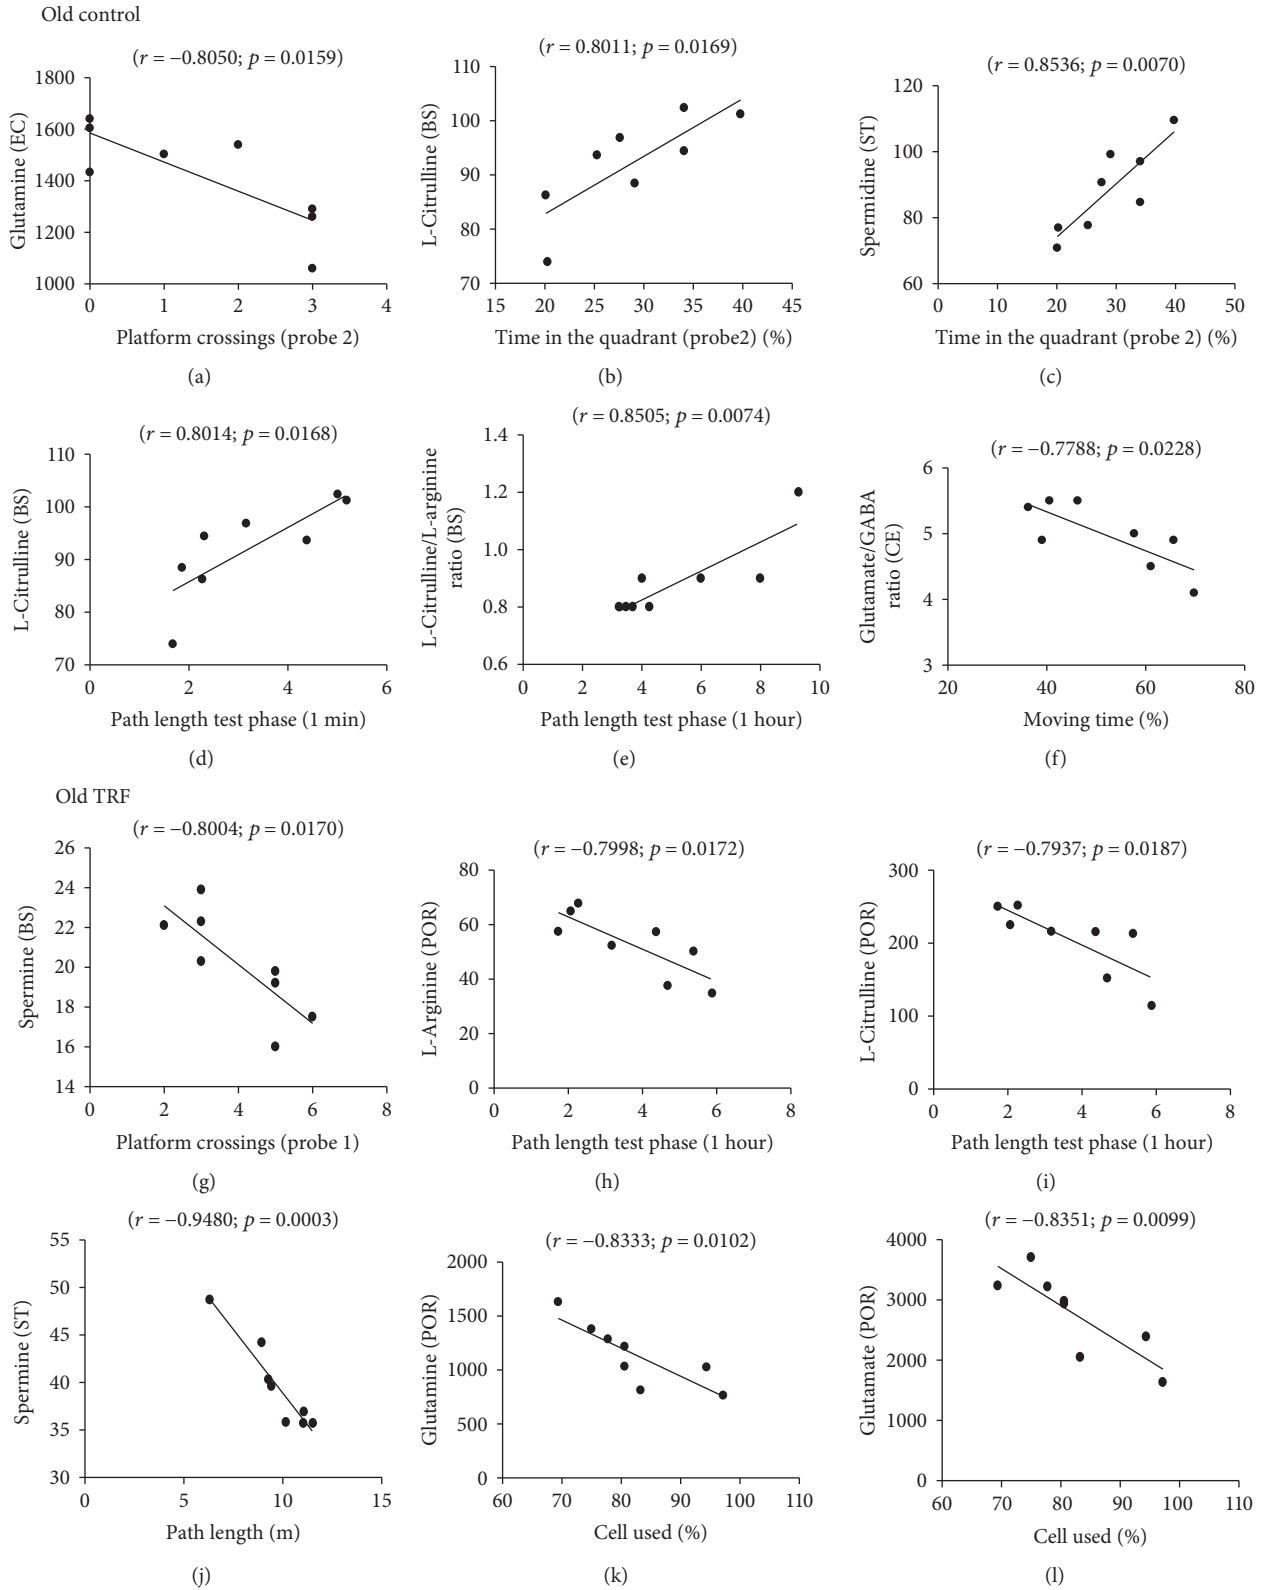 Old control
(r = −0.8050; p = 0.0159)
Glutamine (EC)
1800
1600
1400
1200
1000
0 1 2 3 4
Platform crossings (probe 2)
(a)
(r = 0.8011; p = 0.0169)
L-Citrulline (BS)
110
100
90
80
70
15 20 25 30 35 40 45
Time in the quadrant (probe2) (%)
(b)
(r = 0.8536; p = 0.0070)
Spermidine (ST)
120
100
80
60
0 10 20 30 40 50
Time in the quadrant (probe 2) (%)
(c)
(r = 0.8014; p = 0.0168)
L-Citrulline (BS)
110
100
90
80
70
0 2 4 6
Path length test phase (1 min)
(d)
(r = 0.8505; p = 0.0074)
L-Citrulline/L-arginine
ratio (BS)
1.4
1.2
1.0
0.8
0.6
0 2 4 6 8 10
Path length test phase (1 hour)
(e)
(r = −0.7788; p = 0.0228)
Glutamate/GABA
ratio (CE)
6
5
4
3
20 40 60 80
Moving time (%)
(f)
Old TRF
(r = −0.8004; p = 0.0170)
Spermine (BS)
26
24
22
20
18
16
14
0 2 4 6 8
Platform crossings (probe 1)
(g)
(r = −0.7998; p = 0.0172)
L-Arginine (POR)
80
60
40
20
0
0 2 4 6 8
Path length test phase (1 hour)
(h)
(r = −0.7937; p = 0.0187)
L-Citrulline (POR)
300
200
100
0
0 2 4 6 8
Path length test phase (1 hour)
(i)
(r = −0.9480; p = 0.0003)
Spermine (ST)
55
50
45
40
35
30
0 5 10 15
Path length (m)
(j)
(r = −0.8333; p = 0.0102)
Glutamine (POR)
2000
1500
1000
500
0
60 70 80 90 100 110
Cell used (%)
(k)
(r = −0.8351; p = 0.0099)
Glutamate (POR)
4000
3000
2000
1000
0
60 70 80 90 100 110
Cell used (%)
(l)